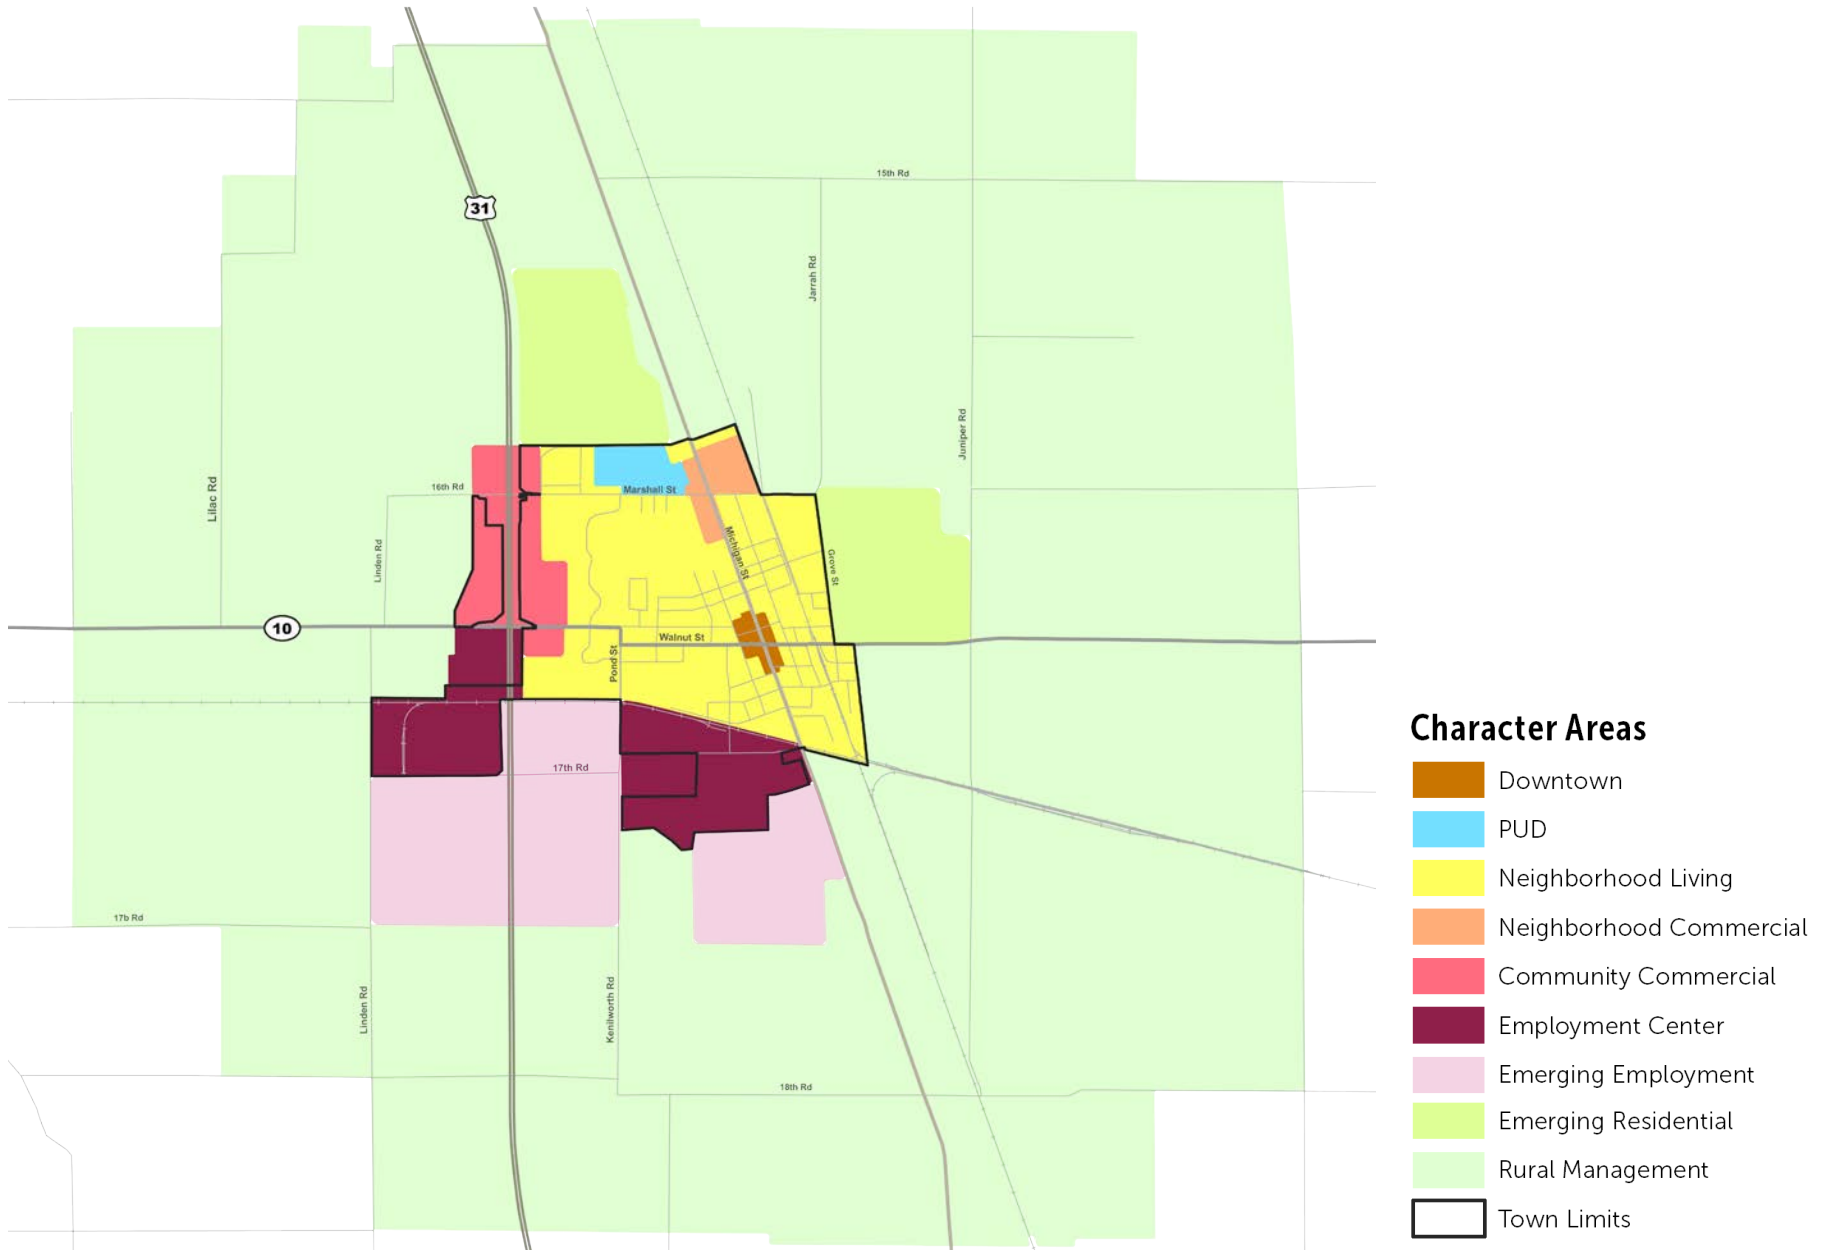 15th Rd
31
Jarrah Rd
Juniper Rd
Lilac Rd
16th Rd
Marshall St
Linden Rd
Michigan St
Grove St
10
Walnut St
Pond St
17th Rd
17b Rd
Linden Rd
Kenilworth Rd
18th Rd
Character Areas
Downtown
PUD
Neighborhood Living
Neighborhood Commercial
Community Commercial
Employment Center
Emerging Employment
Emerging Residential
Rural Management
Town Limits